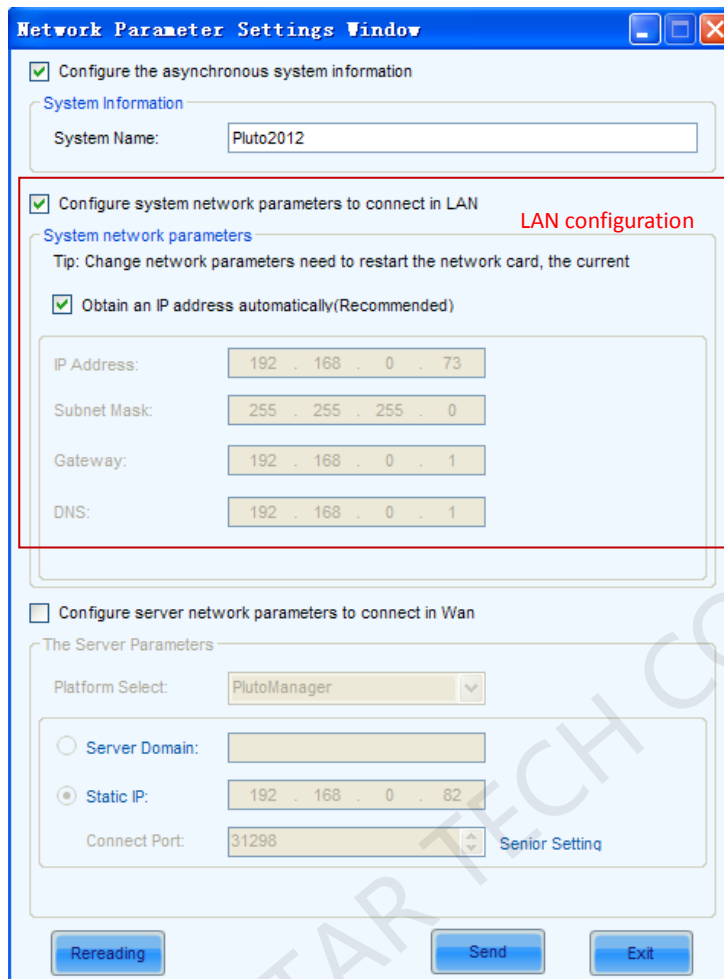 Network Parameter Settings Window
Configure the asynchronous system information
System Information
System Name: Pluto2012
Configure system network parameters to connect in LAN
LAN configuration
System network parameters
Tip: Change network parameters need to restart the network card, the current
Obtain an IP address automatically(Recommended)
IP Address: 192 . 168 . 0 . 73
Subnet Mask: 255 . 255 . 255 . 0
Gateway: 192 . 168 . 0 . 1
DNS: 192 . 168 . 0 . 1
Configure server network parameters to connect in Wan
The Server Parameters
Platform Select: PlutoManager
Server Domain:
Static IP: 192 . 168 . 0 . 82
Connect Port: 31298 Senior Setting
Rereading Send Exit
TAR TECH CO